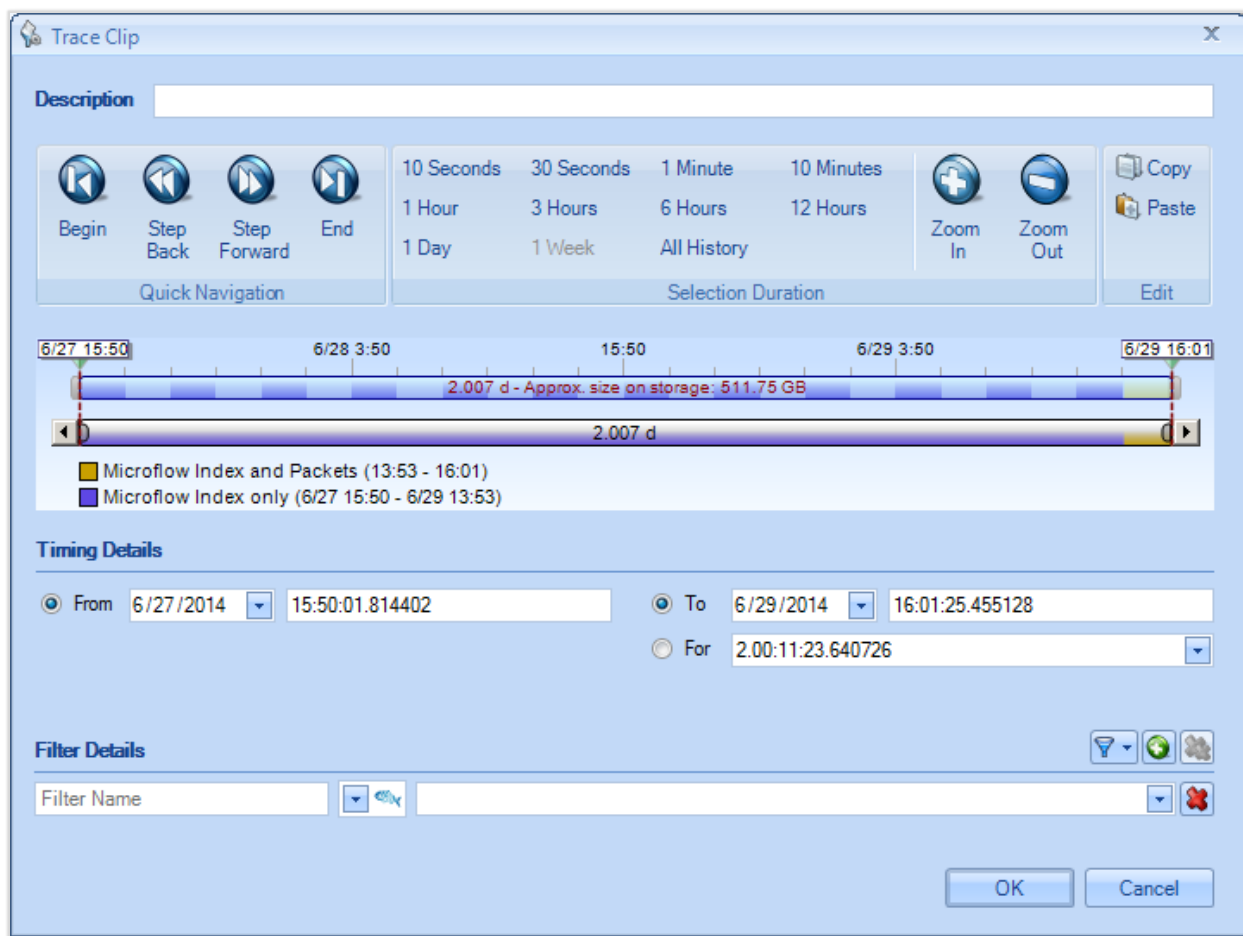 Trace Clip
Description
Begin
Step Back
Step Forward
End
Quick Navigation
10 Seconds 30 Seconds 1 Minute 10 Minutes
1 Hour 3 Hours 6 Hours 12 Hours
1 Day 1 Week All History
Zoom In
Zoom Out
Selection Duration
Copy
Paste
Edit
6/27 15:50 6/28 3:50 15:50 6/29 3:50 6/29 16:01
2.007 d - Approx. size on storage: 511.75 GB
2.007 d
Microflow Index and Packets (13:53 - 16:01)
Microflow Index only (6/27 15:50 - 6/29 13:53)
Timing Details
From 6/27/2014 15:50:01.814402 To 6/29/2014 16:01:25.455128
For 2.00:11:23.640726
Filter Details
Filter Name
OK Cancel